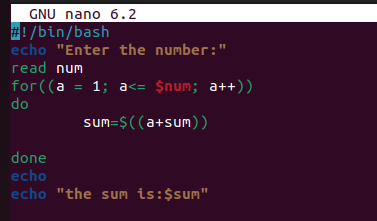 GNU nano 6.2
#!/bin/bash
echo "Enter the number:"
read num
for((a = 1; a<= $num; a++))
do
        sum=$((a+sum))
done
echo
echo "the sum is:$sum"